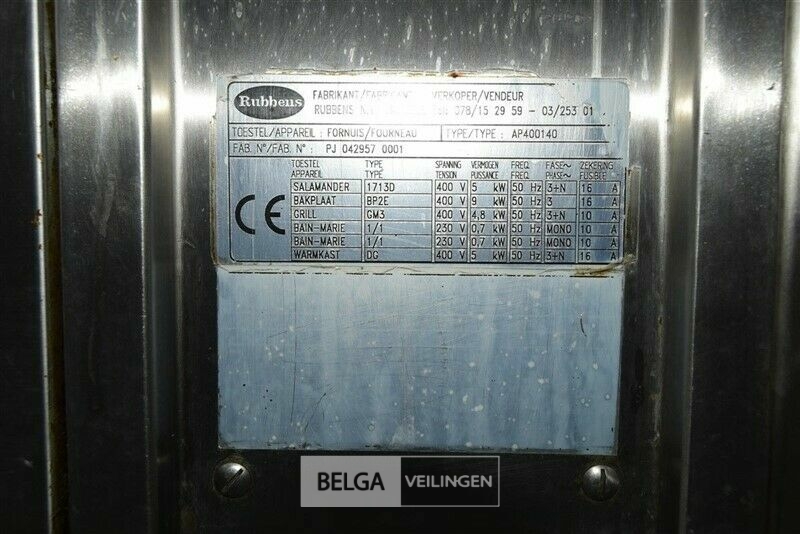 Rubbens
FABRIKANT/FABRICANT VERKOPER/VENDEUR
RUBBENS N.V. 078/15 29 59 - 03/253 01
TOESTEL/APPAREIL : FORNUIS/FOURNEAU TYPE/TYPE : AP400140
FAB. N°/FAB. N° : PJ 042957 0001
TOESTEL TYPE SPANNING VERMOGEN FREQ. FASE~ ZEKERING
APPAREIL TYPE TENSION PUISSANCE FREQ. PHASE~ FUSIBLE
SALAMANDER 1713D 400 V 5 kW 50 Hz 3+N 16 A
BAKPLAAT BP2E 400 V 9 kW 50 Hz 3 16 A
GRILL GM3 400 V 4,8 kW 50 Hz 3+N 10 A
BAIN-MARIE 1/1 230 V 0,7 kW 50 Hz MONO 10 A
BAIN-MARIE 1/1 230 V 0,7 kW 50 Hz MONO 10 A
WARMKAST DG 400 V 5 kW 50 Hz 3+N 16 A
CE
BELGA VEILINGEN